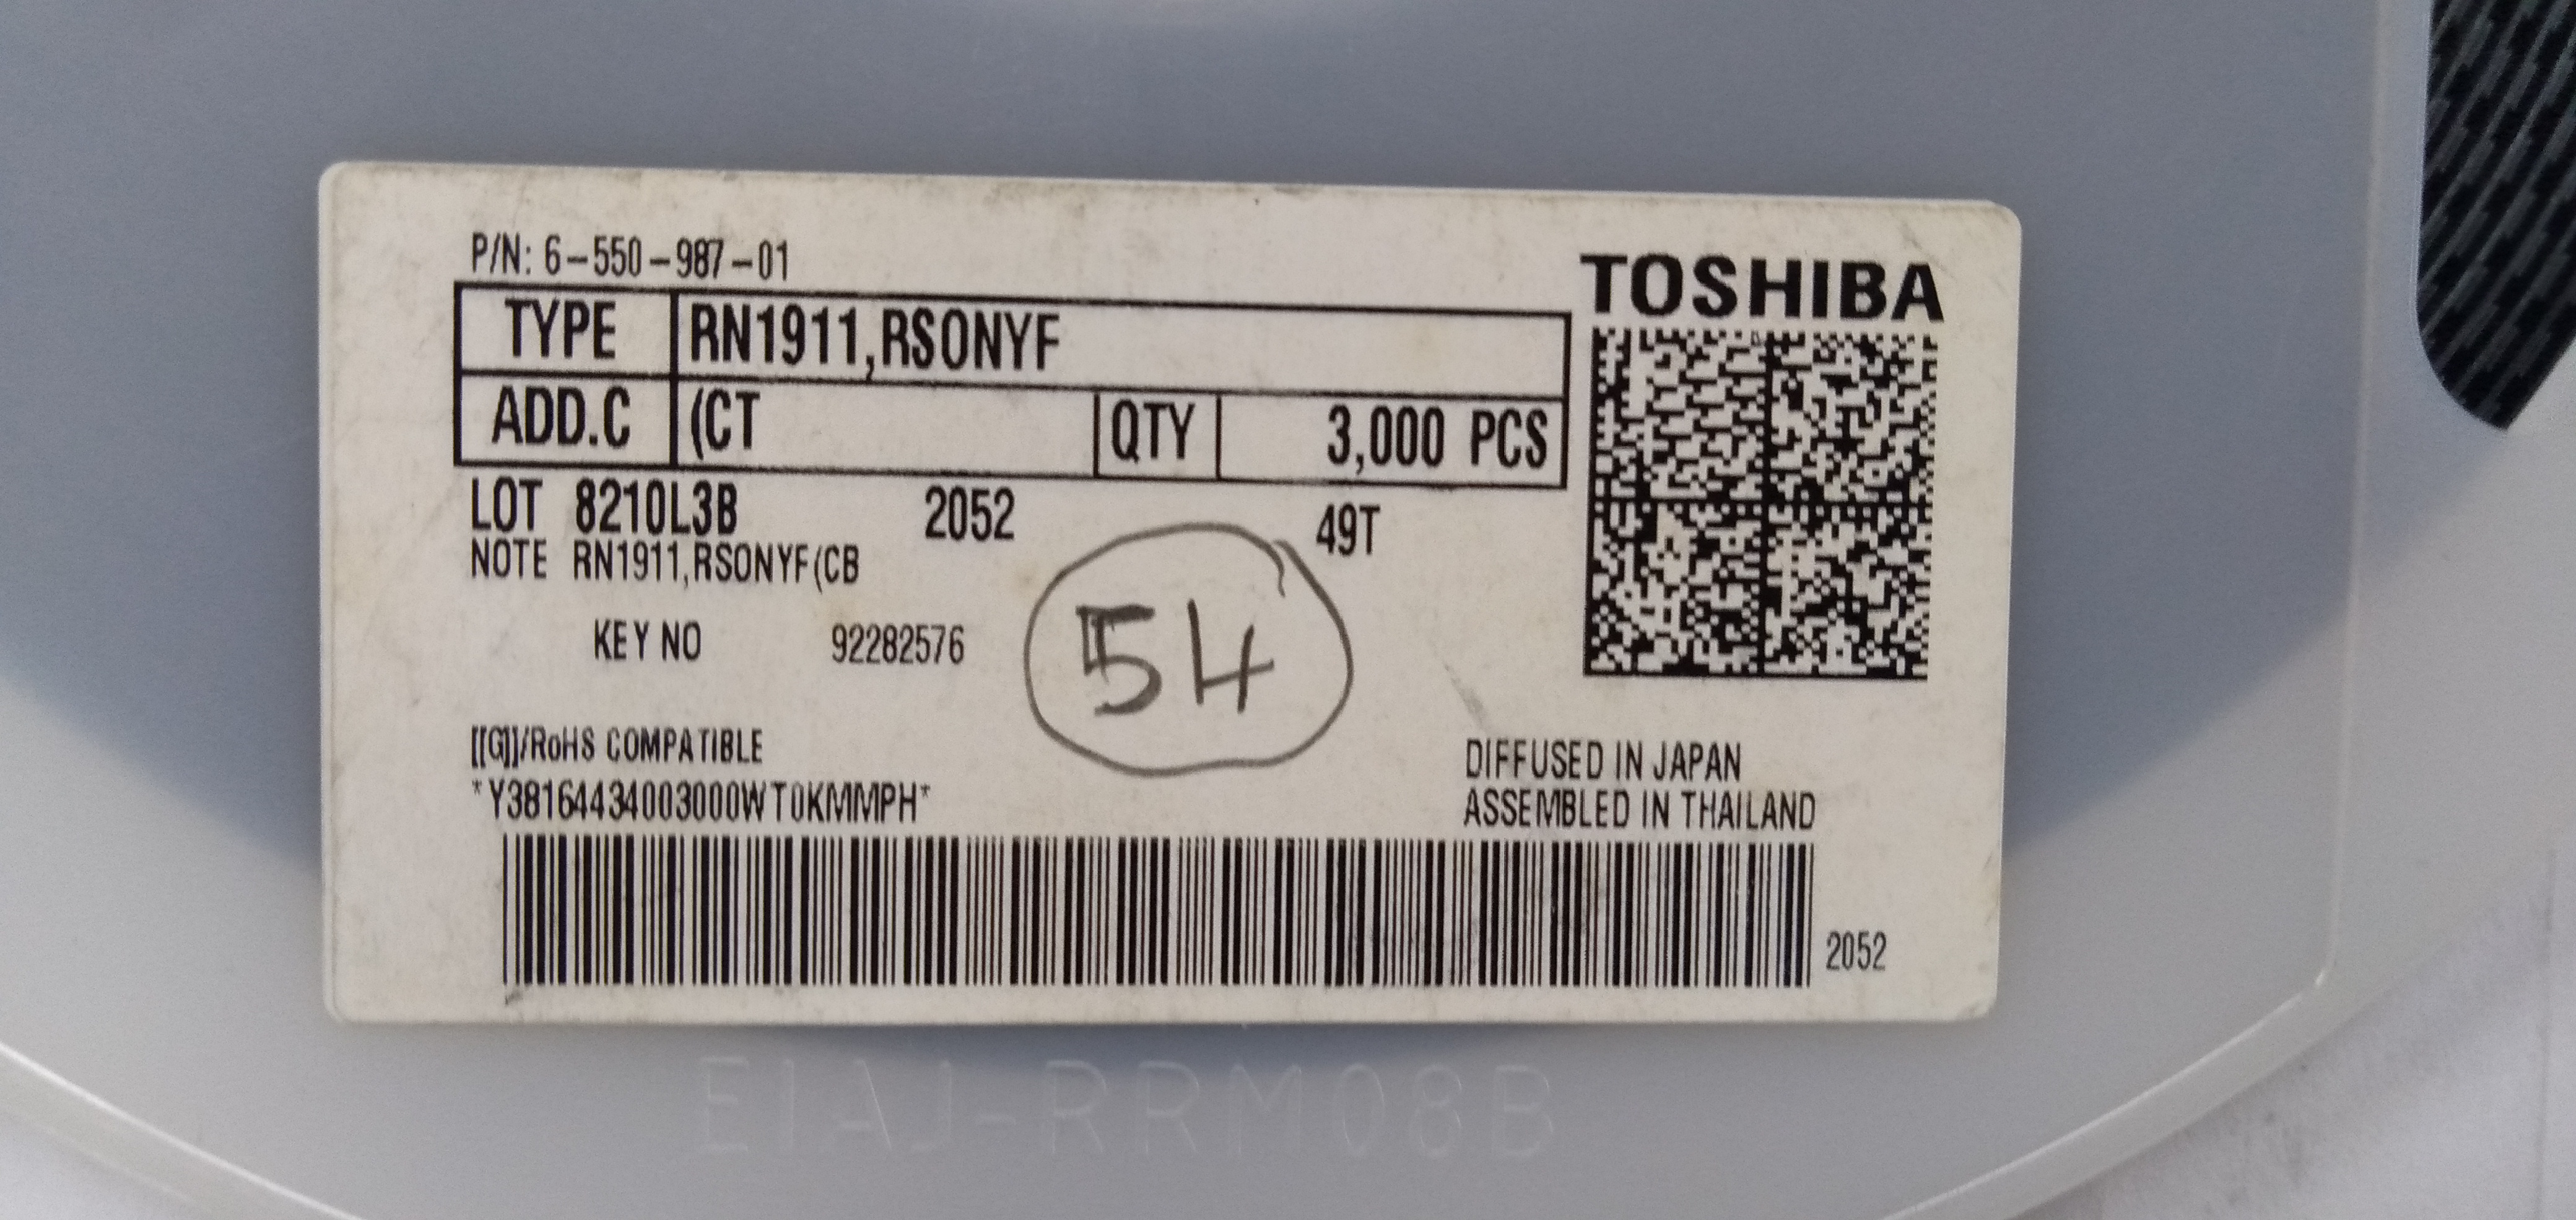 P/N: 6-550-987-01
TOSHIBA
TYPE RN1911,RSONYF
ADD.C (CT QTY 3,000 PCS
LOT 8210L3B 2052 49T
NOTE RN1911,RSONYF(CB
KEY NO 92282576
54
[[G]]/RoHS COMPATIBLE
*Y38164434003000WT0KMMPH*
DIFFUSED IN JAPAN
ASSEMBLED IN THAILAND
2052
EIAJ-RRM08B